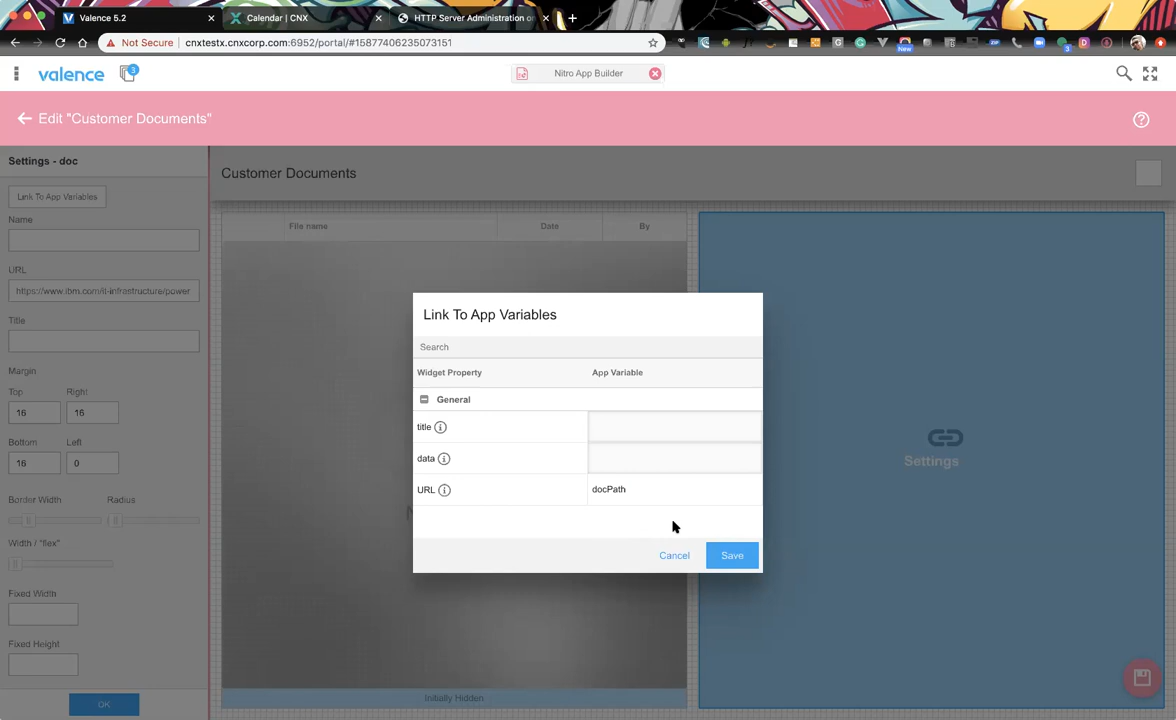 Valence 5.2
Calendar | CNX
HTTP Server Administration or
Not Secure
cnxtestx.cnxcorp.com:6952/portal/#15877406235073151
New
3
valence
3
Nitro App Builder
Edit "Customer Documents"
Settings - doc
Link To App Variables
Name
URL
https://www.ibm.com/it-infrastructure/power
Title
Margin
Top
Right
16
16
Bottom
Left
16
0
Border Width
Radius
Width / "flex"
Fixed Width
Fixed Height
OK
Customer Documents
File name
Date
By
Initially Hidden
Settings
Link To App Variables
Search
Widget Property
App Variable
General
title
data
URL
docPath
Cancel
Save